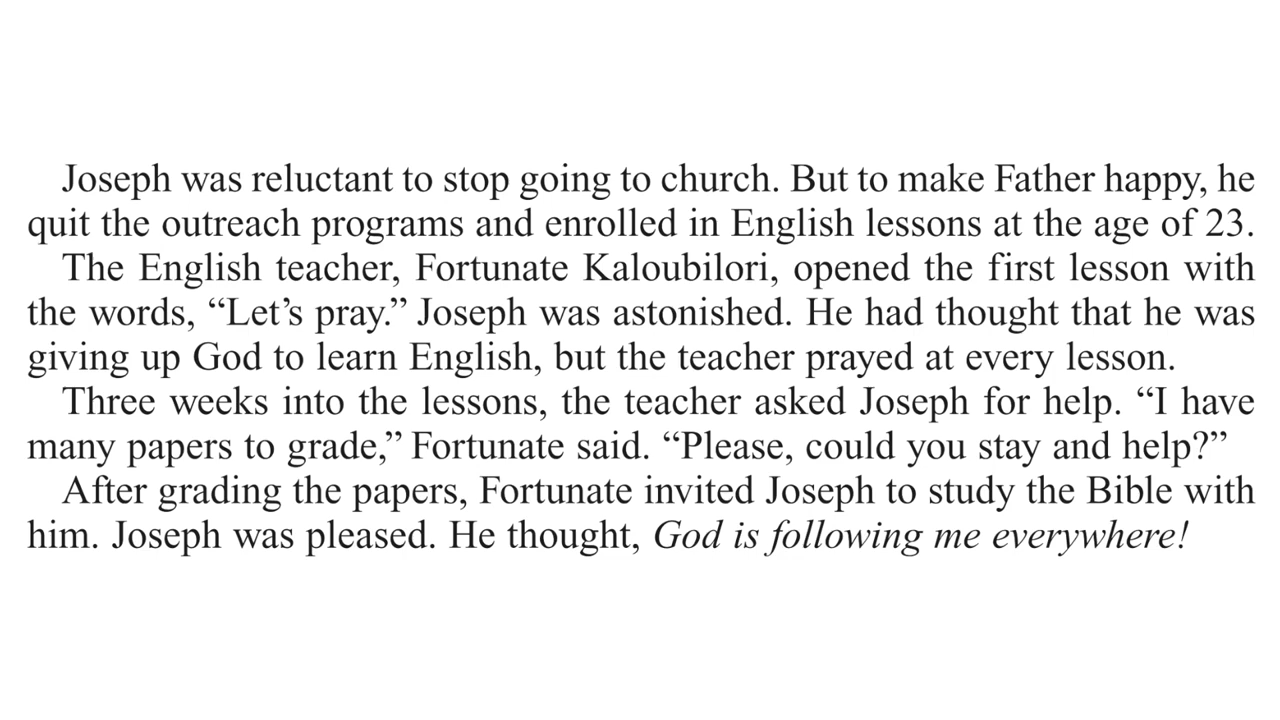 Joseph was reluctant to stop going to church. But to make Father happy, he
quit the outreach programs and enrolled in English lessons at the age of 23.
The English teacher, Fortunate Kaloubilori, opened the first lesson with
the words, “Let’s pray.” Joseph was astonished. He had thought that he was
giving up God to learn English, but the teacher prayed at every lesson.
Three weeks into the lessons, the teacher asked Joseph for help. “I have
many papers to grade,” Fortunate said. “Please, could you stay and help?”
After grading the papers, Fortunate invited Joseph to study the Bible with
him. Joseph was pleased. He thought, God is following me everywhere!